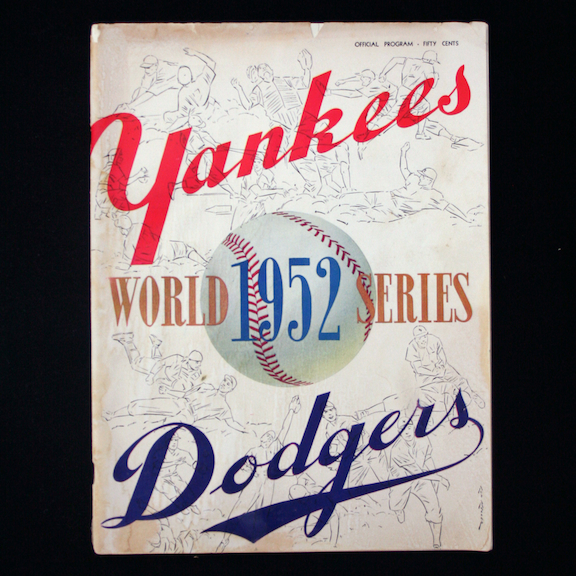 OFFICIAL PROGRAM • FIFTY CENTS
Yankees
WORLD 1952 SERIES
Dodgers